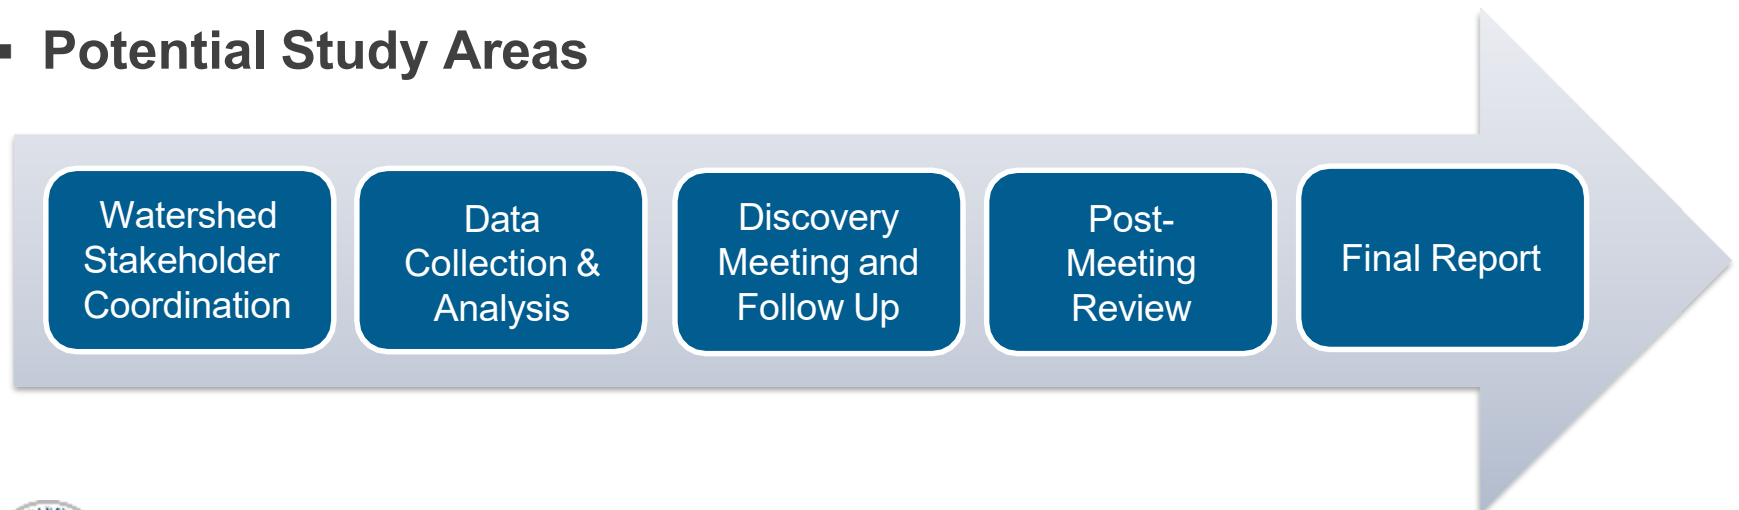 ▪ Potential Study Areas
Watershed
Stakeholder
Coordination
Data
Collection &
Analysis
Discovery
Meeting and
Follow Up
Post-
Meeting
Review
Final Report